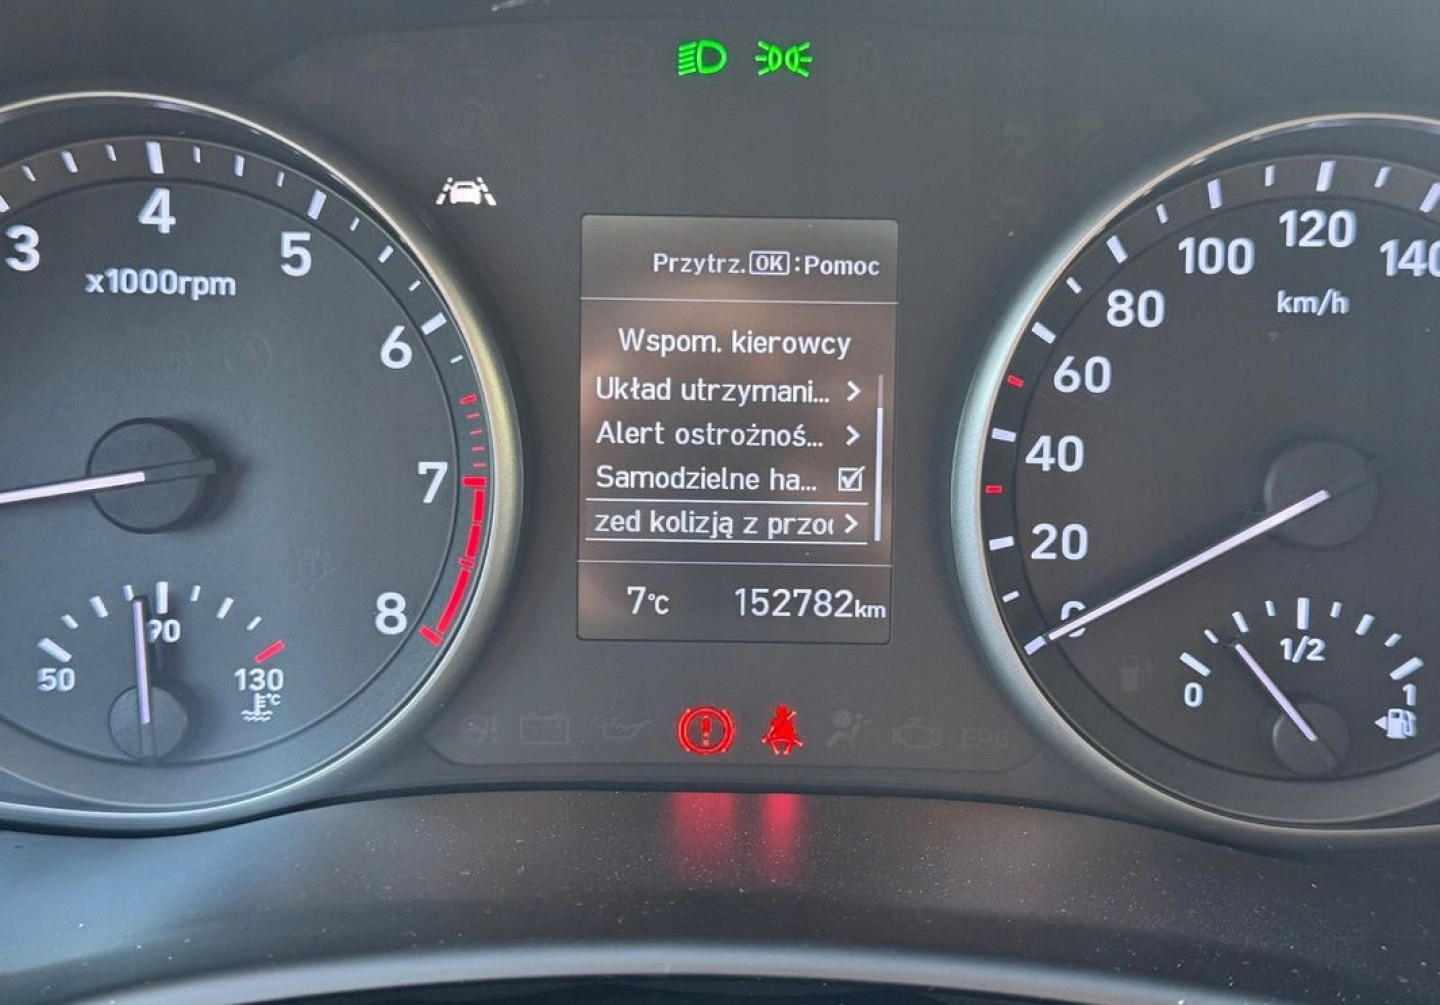 3
4
5
6
7
8
x1000rpm
50
90
130
°C
Przytrz. OK :Pomoc
Wspom. kierowcy
Układ utrzymani... >
Alert ostrożnoś... >
Samodzielne ha...
zed kolizją z przo >
7°C 152782km
EPB
0
20
40
60
80
100
120
140
km/h
0
1/2
1